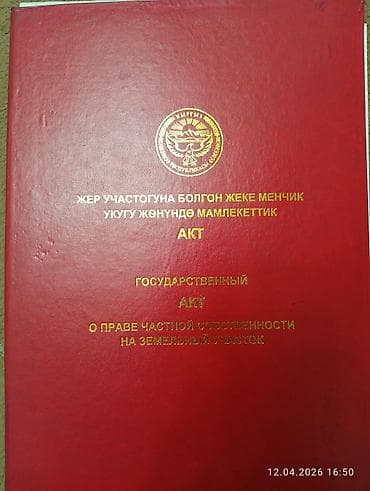 ЖЕР УЧАСТОГУНА БОЛГОН ЖЕКЕ МЕНЧИК
УКУГУ ЖӨНҮНДӨ МАМЛЕКЕТТИК
АКТ
ГОСУДАРСТВЕННЫЙ
АКТ
О ПРАВЕ ЧАСТНОЙ СОБСТВЕННОСТИ
НА ЗЕМЕЛЬНЫЙ УЧАСТОК
12.04.2026 16:50